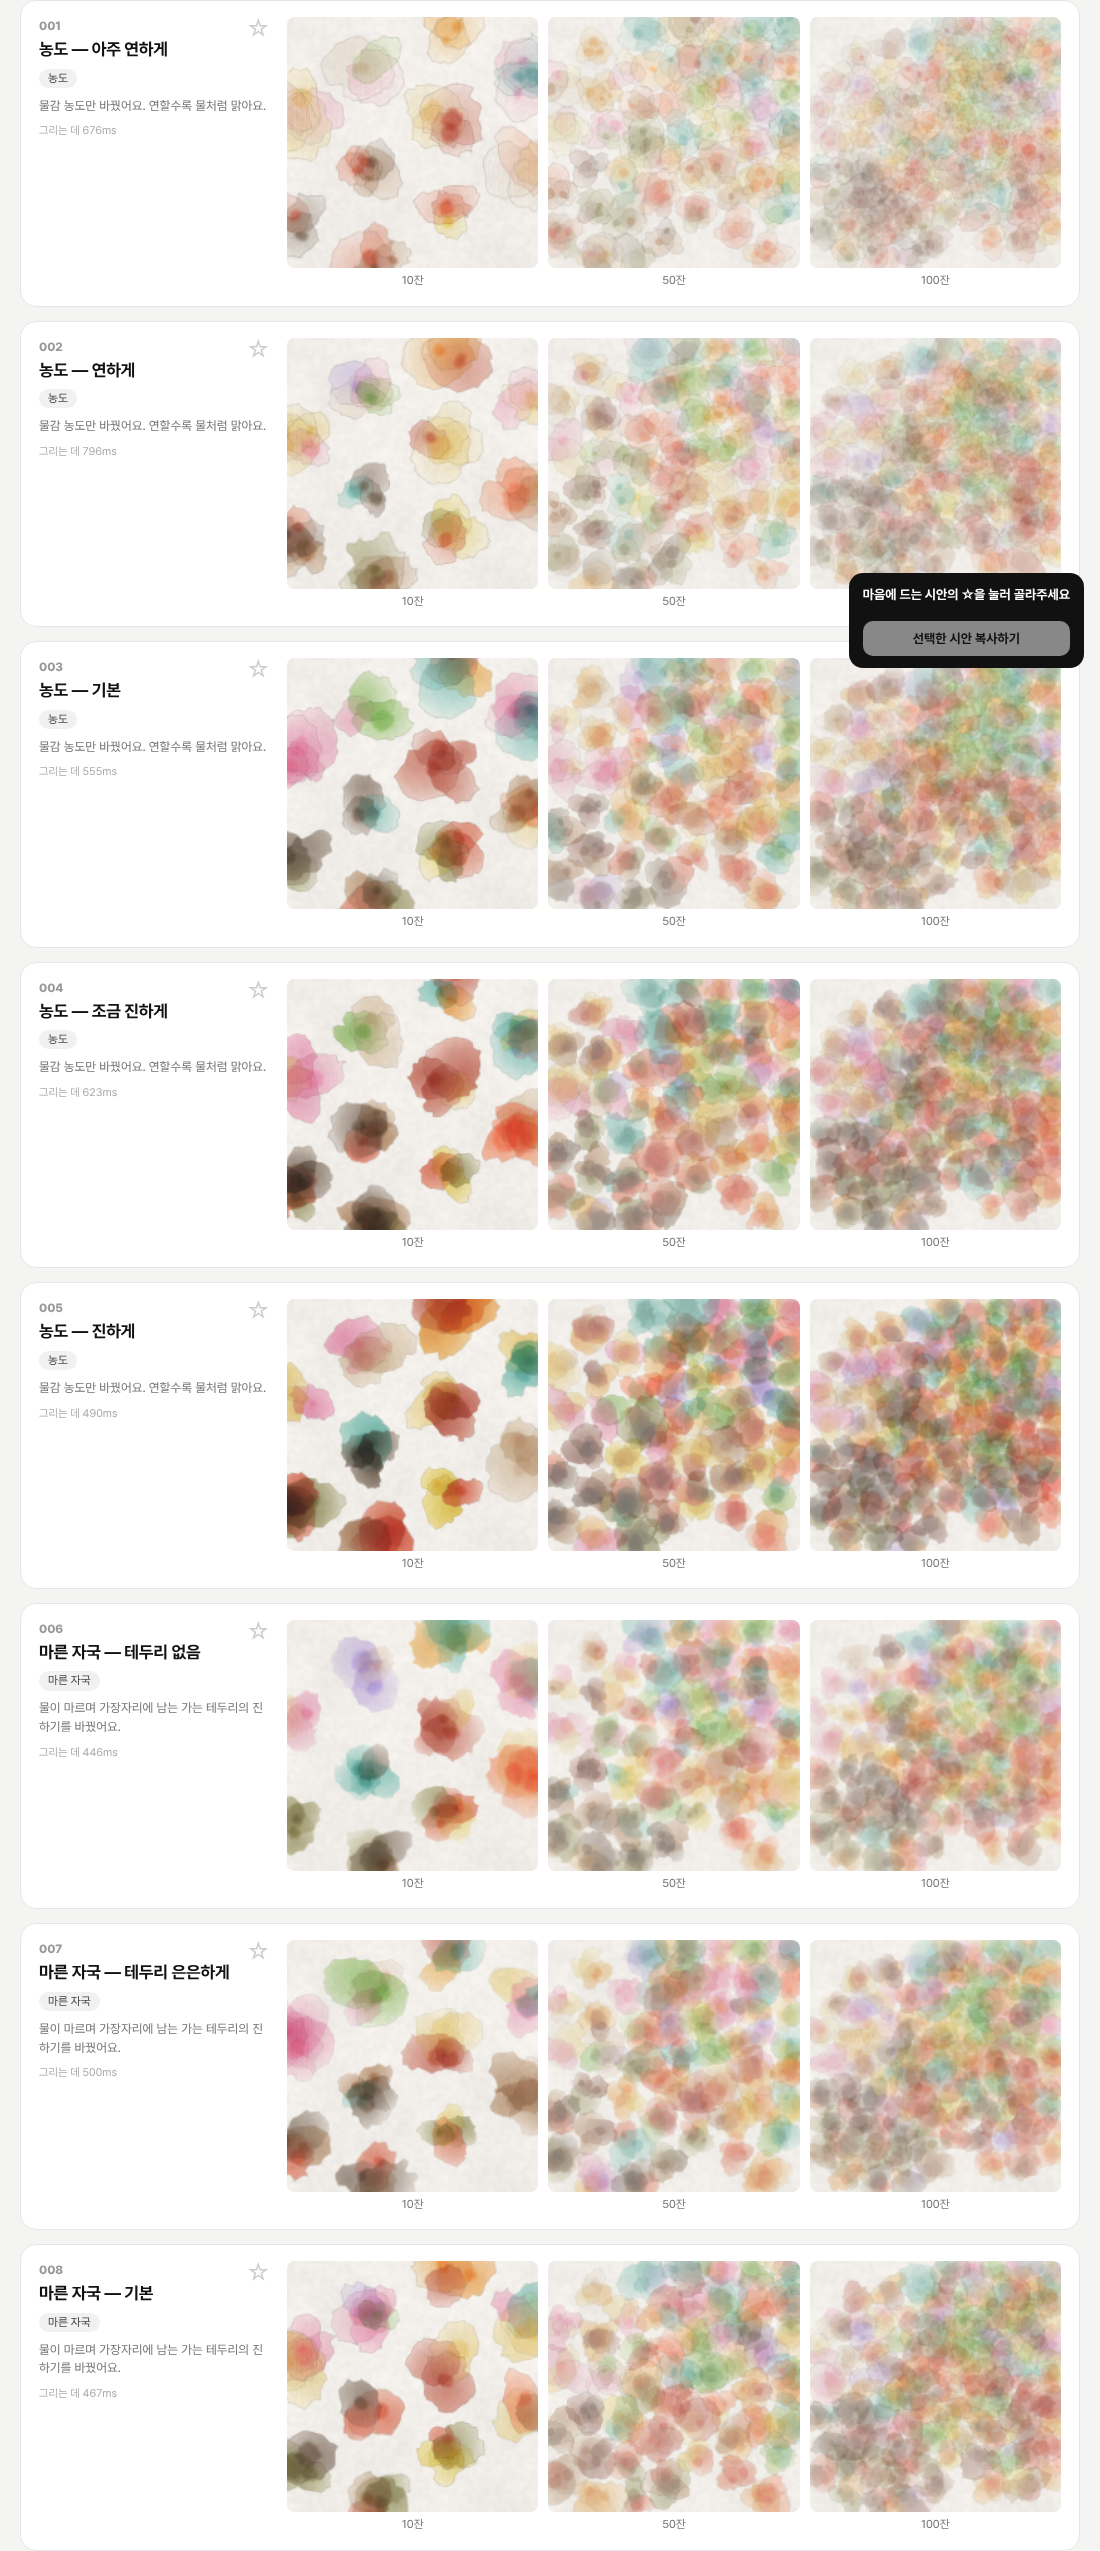 001
☆
농도 — 아주 연하게
농도
물감 농도만 바꿨어요. 연할수록 물처럼 맑아요.
그리는 데 676ms
10잔
50잔
100잔
002
☆
농도 — 연하게
농도
물감 농도만 바꿨어요. 연할수록 물처럼 맑아요.
그리는 데 796ms
10잔
50잔
마음에 드는 시안의 ☆을 눌러 골라주세요
선택한 시안 복사하기
003
☆
농도 — 기본
농도
물감 농도만 바꿨어요. 연할수록 물처럼 맑아요.
그리는 데 555ms
10잔
50잔
100잔
004
☆
농도 — 조금 진하게
농도
물감 농도만 바꿨어요. 연할수록 물처럼 맑아요.
그리는 데 623ms
10잔
50잔
100잔
005
☆
농도 — 진하게
농도
물감 농도만 바꿨어요. 연할수록 물처럼 맑아요.
그리는 데 490ms
10잔
50잔
100잔
006
☆
마른 자국 — 테두리 없음
마른 자국
물이 마르며 가장자리에 남는 가는 테두리의 진
하기를 바꿨어요.
그리는 데 446ms
10잔
50잔
100잔
007
☆
마른 자국 — 테두리 은은하게
마른 자국
물이 마르며 가장자리에 남는 가는 테두리의 진
하기를 바꿨어요.
그리는 데 500ms
10잔
50잔
100잔
008
☆
마른 자국 — 기본
마른 자국
물이 마르며 가장자리에 남는 가는 테두리의 진
하기를 바꿨어요.
그리는 데 467ms
10잔
50잔
100잔